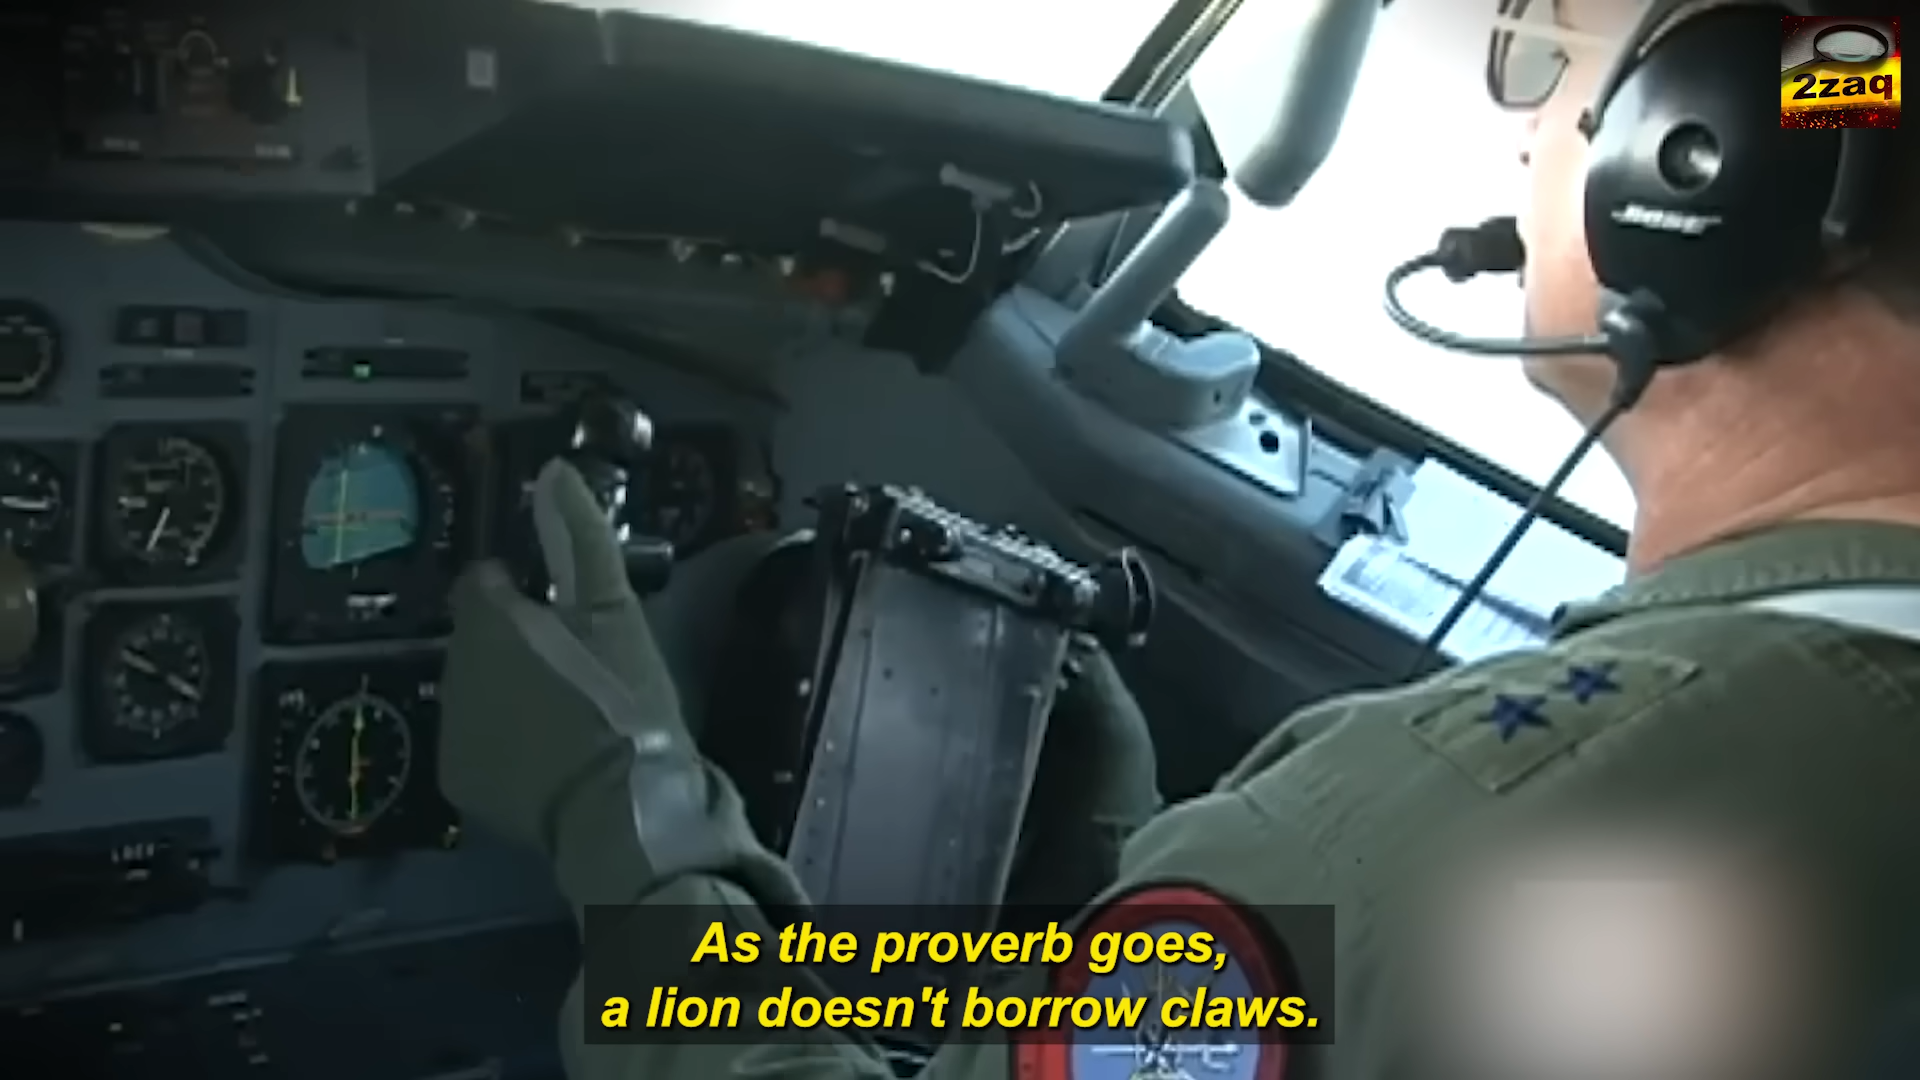 2zaq
BOSE
As the proverb goes,
a lion doesn't borrow claws.